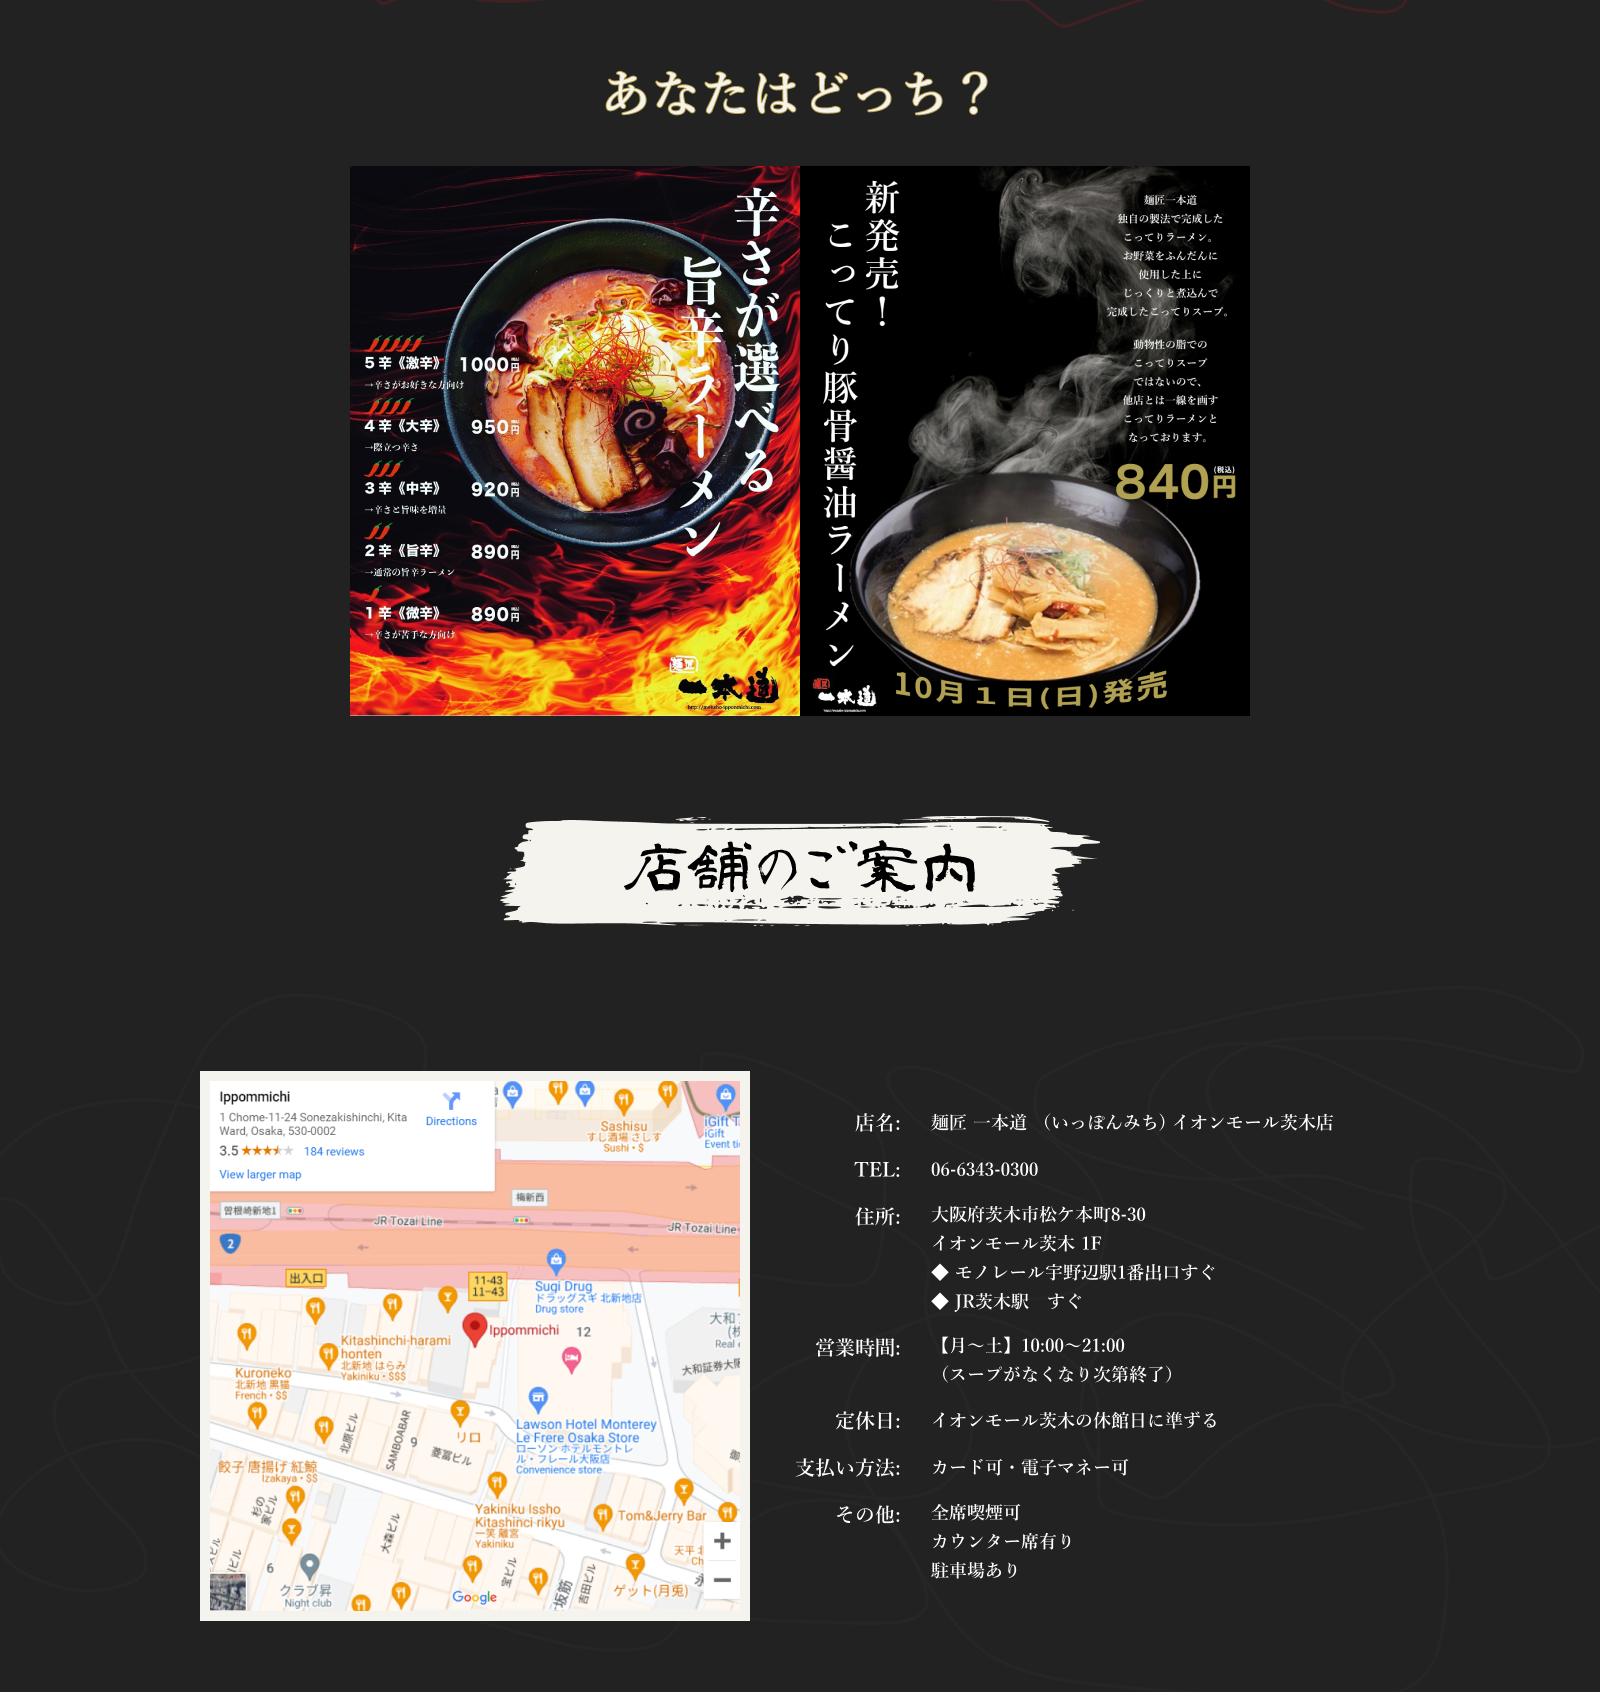 あなたはどっち？
辛さが選べる
旨辛ラーメン
5辛《激辛》 1000円
→辛さがお好きな方向け
4辛《大辛》 950円
→際立つ辛さ
3辛《中辛》 920円
→辛さと旨味を増量
2辛《旨辛》 890円
→通常の旨辛ラーメン
1辛《微辛》 890円
→辛さが苦手な方向け
麺匠
一本道
新発売！
こってり豚骨醤油ラーメン
麺匠一本道
独自の製法で完成した
こってりラーメン。
お野菜をふんだんに
使用した上に
じっくりと煮込んで
完成したこってりスープ。
動物性の脂での
こってりスープ
ではないので、
他店とは一線を画す
こってりラーメンと
なっております。
840円(税込)
10月1日(日)発売
麺匠
一本道
店舗のご案内
Ippommichi
1 Chome-11-24 Sonezakishinchi, Kita
Ward, Osaka, 530-0002
Directions
3.5 184 reviews
View larger map
Sashisu
すし酒場 さしす
Sushi・$
iGift T
iGift
Event ti
曽根崎新地1
梅新西
JR Tozai Line
JR Tozai Line
2
出入口
11-43
11−43
Sugi Drug
ドラッグスギ 北新地店
Drug store
Ippommichi
12
大和
Real e
大和証券大阪
Kitashinchi-harami
honten
北新地 はらみ
Yakiniku・$$$
Kuroneko
北新地 黒猫
French・$$
Lawson Hotel Monterey
Le Frere Osaka Store
ローソン ホテルモントレ
ル・フレール大阪店
Convenience store
北原ビル
SAMBOABAR
9
リロ
菱冨ビル
餃子 唐揚げ 紅鯨
Izakaya・$$
杉の
家ビル
Yakiniku Issho
Kitashinci rikyu
一笑 離宮
Yakiniku
Tom&Jerry Bar
天平
Ch
大森ビル
6
クラブ昇
Night club
宝ビル
吉田ビル
ゲット(月兎)
Google
店名: 麺匠 一本道 （いっぽんみち）イオンモール茨木店
TEL: 06-6343-0300
住所: 大阪府茨木市松ケ本町8-30
イオンモール茨木 1F
◆ モノレール宇野辺駅1番出口すぐ
◆ JR茨木駅　すぐ
営業時間: 【月〜土】10:00〜21:00
（スープがなくなり次第終了）
定休日: イオンモール茨木の休館日に準ずる
支払い方法: カード可・電子マネー可
その他: 全席喫煙可
カウンター席有り
駐車場あり